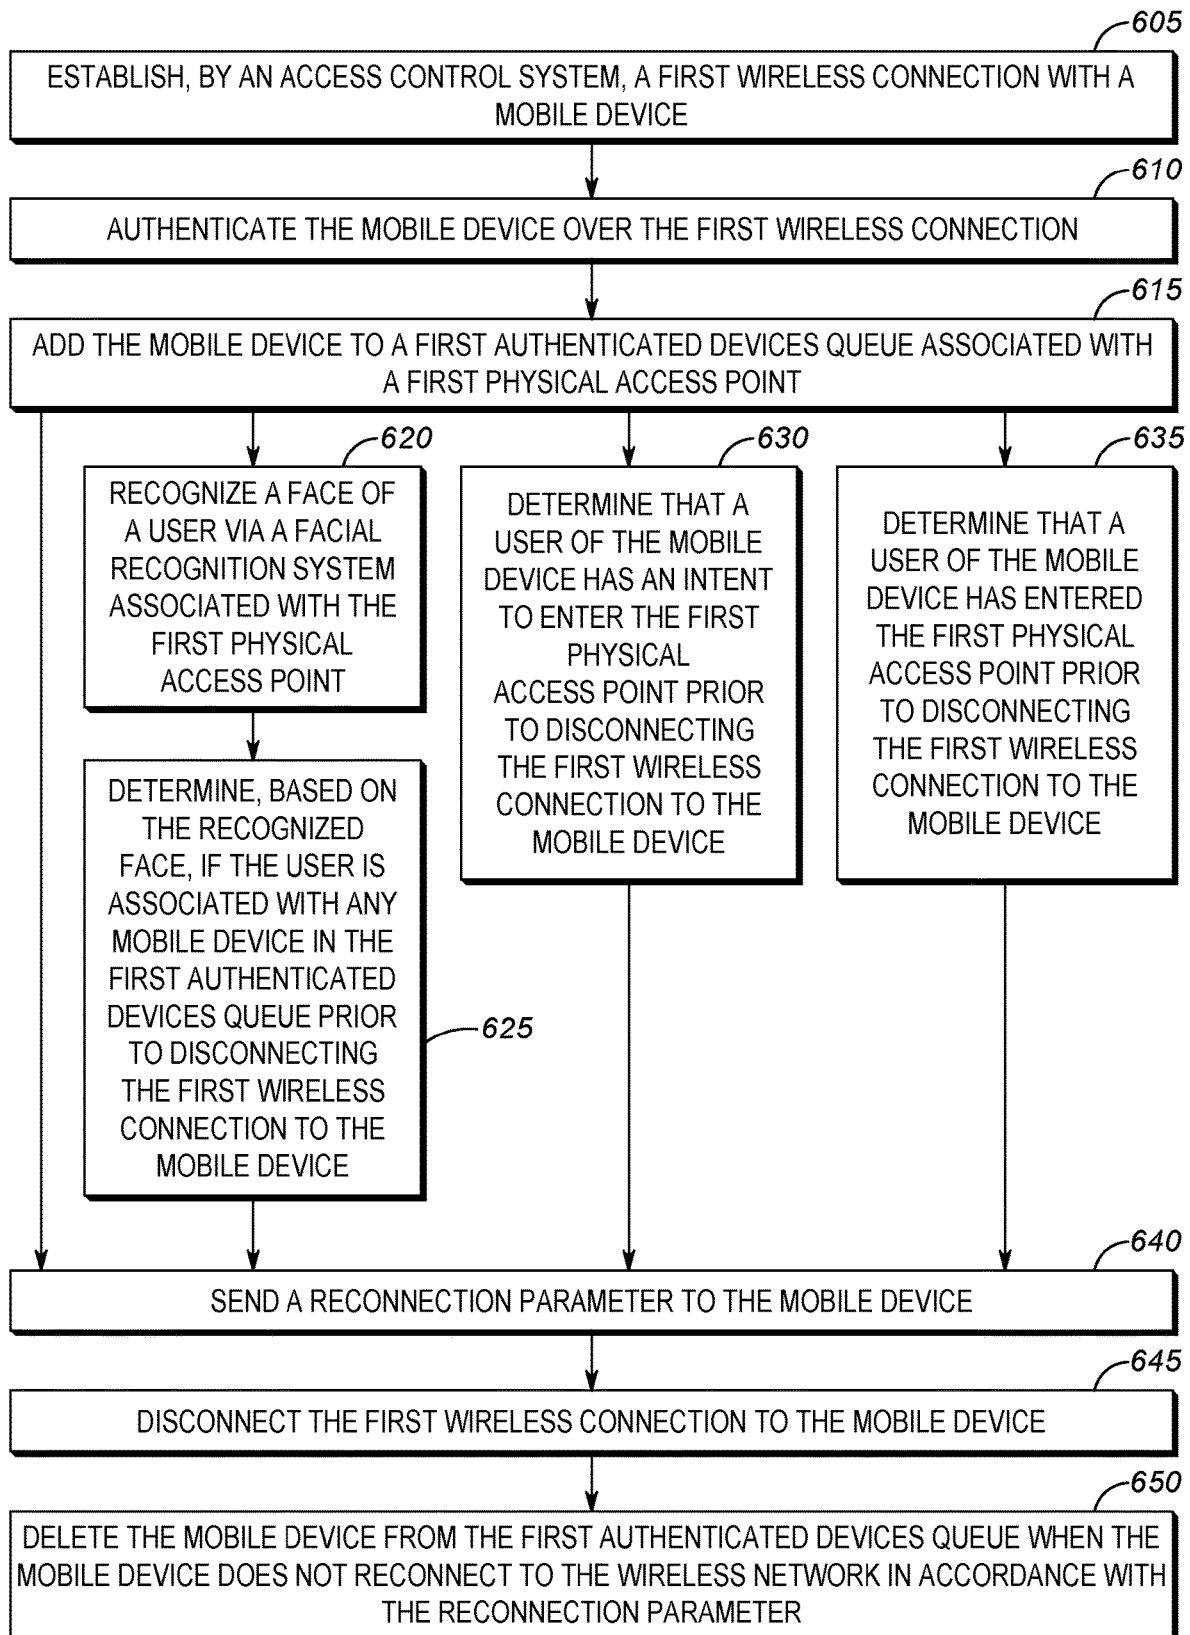 605
ESTABLISH, BY AN ACCESS CONTROL SYSTEM, A FIRST WIRELESS CONNECTION WITH A
MOBILE DEVICE
610
AUTHENTICATE THE MOBILE DEVICE OVER THE FIRST WIRELESS CONNECTION
615
ADD THE MOBILE DEVICE TO A FIRST AUTHENTICATED DEVICES QUEUE ASSOCIATED WITH
A FIRST PHYSICAL ACCESS POINT
620
RECOGNIZE A FACE OF
A USER VIA A FACIAL
RECOGNITION SYSTEM
ASSOCIATED WITH THE
FIRST PHYSICAL
ACCESS POINT
DETERMINE, BASED ON
THE RECOGNIZED
FACE, IF THE USER IS
ASSOCIATED WITH ANY
MOBILE DEVICE IN THE
FIRST AUTHENTICATED
DEVICES QUEUE PRIOR
TO DISCONNECTING
THE FIRST WIRELESS
CONNECTION TO THE
MOBILE DEVICE
625
630
DETERMINE THAT A
USER OF THE MOBILE
DEVICE HAS AN INTENT
TO ENTER THE FIRST
PHYSICAL
ACCESS POINT PRIOR
TO DISCONNECTING
THE FIRST WIRELESS
CONNECTION TO THE
MOBILE DEVICE
635
DETERMINE THAT A
USER OF THE MOBILE
DEVICE HAS ENTERED
THE FIRST PHYSICAL
ACCESS POINT PRIOR
TO DISCONNECTING
THE FIRST WIRELESS
CONNECTION TO THE
MOBILE DEVICE
640
SEND A RECONNECTION PARAMETER TO THE MOBILE DEVICE
645
DISCONNECT THE FIRST WIRELESS CONNECTION TO THE MOBILE DEVICE
650
DELETE THE MOBILE DEVICE FROM THE FIRST AUTHENTICATED DEVICES QUEUE WHEN THE
MOBILE DEVICE DOES NOT RECONNECT TO THE WIRELESS NETWORK IN ACCORDANCE WITH
THE RECONNECTION PARAMETER